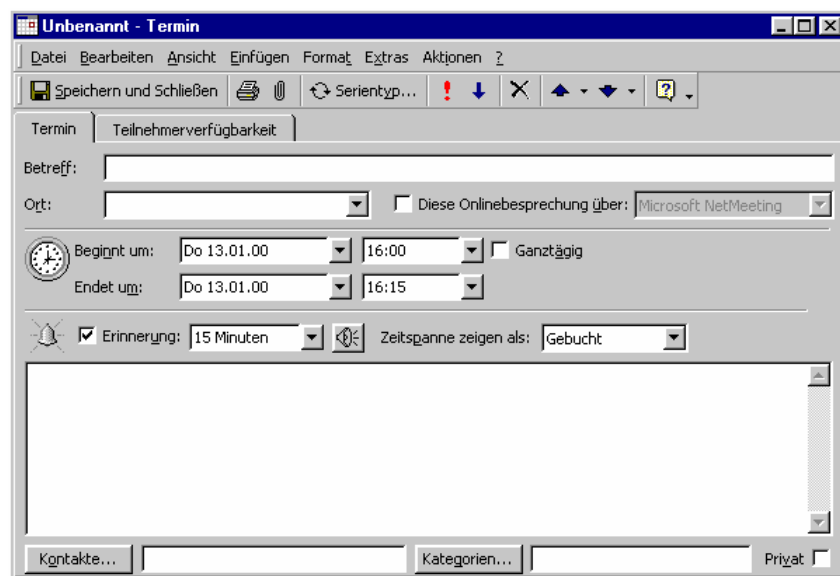 Unbenannt - Termin
Datei Bearbeiten Ansicht Einfügen Format Extras Aktionen ?
Speichern und Schließen Serientyp...
Termin Teilnehmerverfügbarkeit
Betreff:
Ort: Diese Onlinebesprechung über: Microsoft NetMeeting
Beginnt um: Do 13.01.00 16:00 Ganztägig
Endet um: Do 13.01.00 16:15
Erinnerung: 15 Minuten Zeitspanne zeigen als: Gebucht
Kontakte... Kategorien... Privat